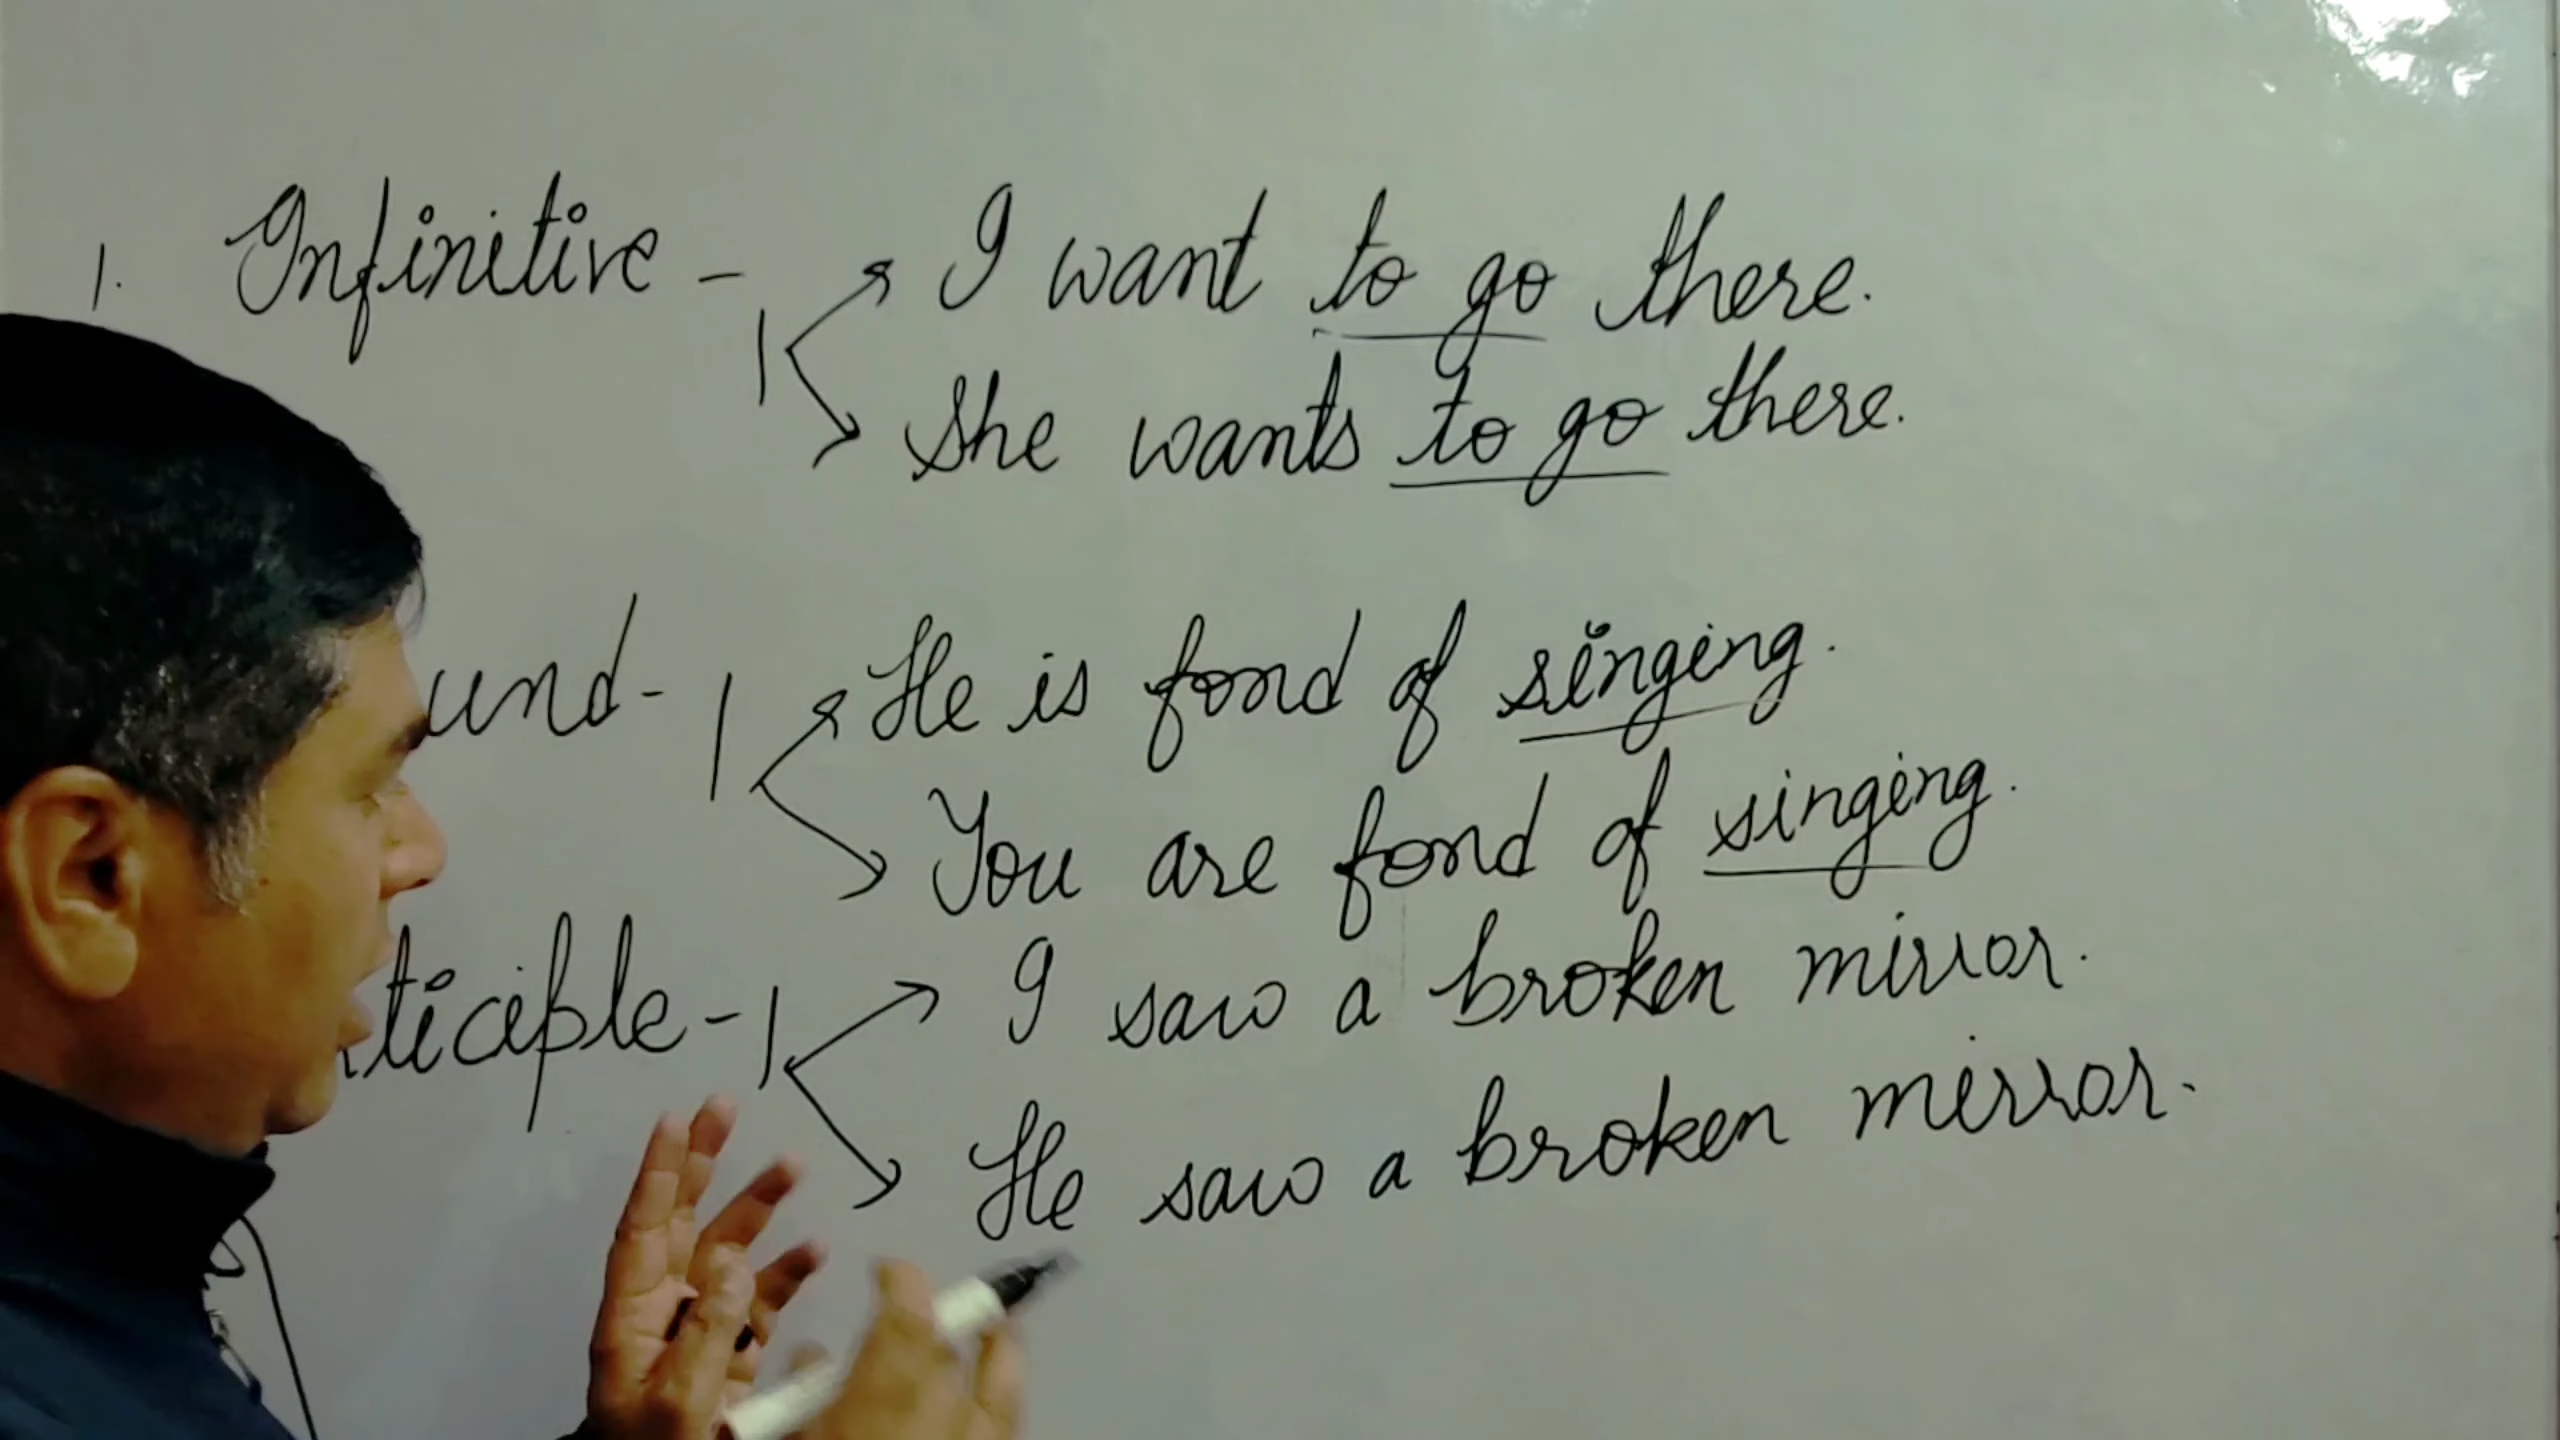 1. Infinitive - I want to go there.
She wants to go there.
und - He is fond of singing.
You are fond of singing.
ticiple - I saw a broken mirror.
He saw a broken mirror.